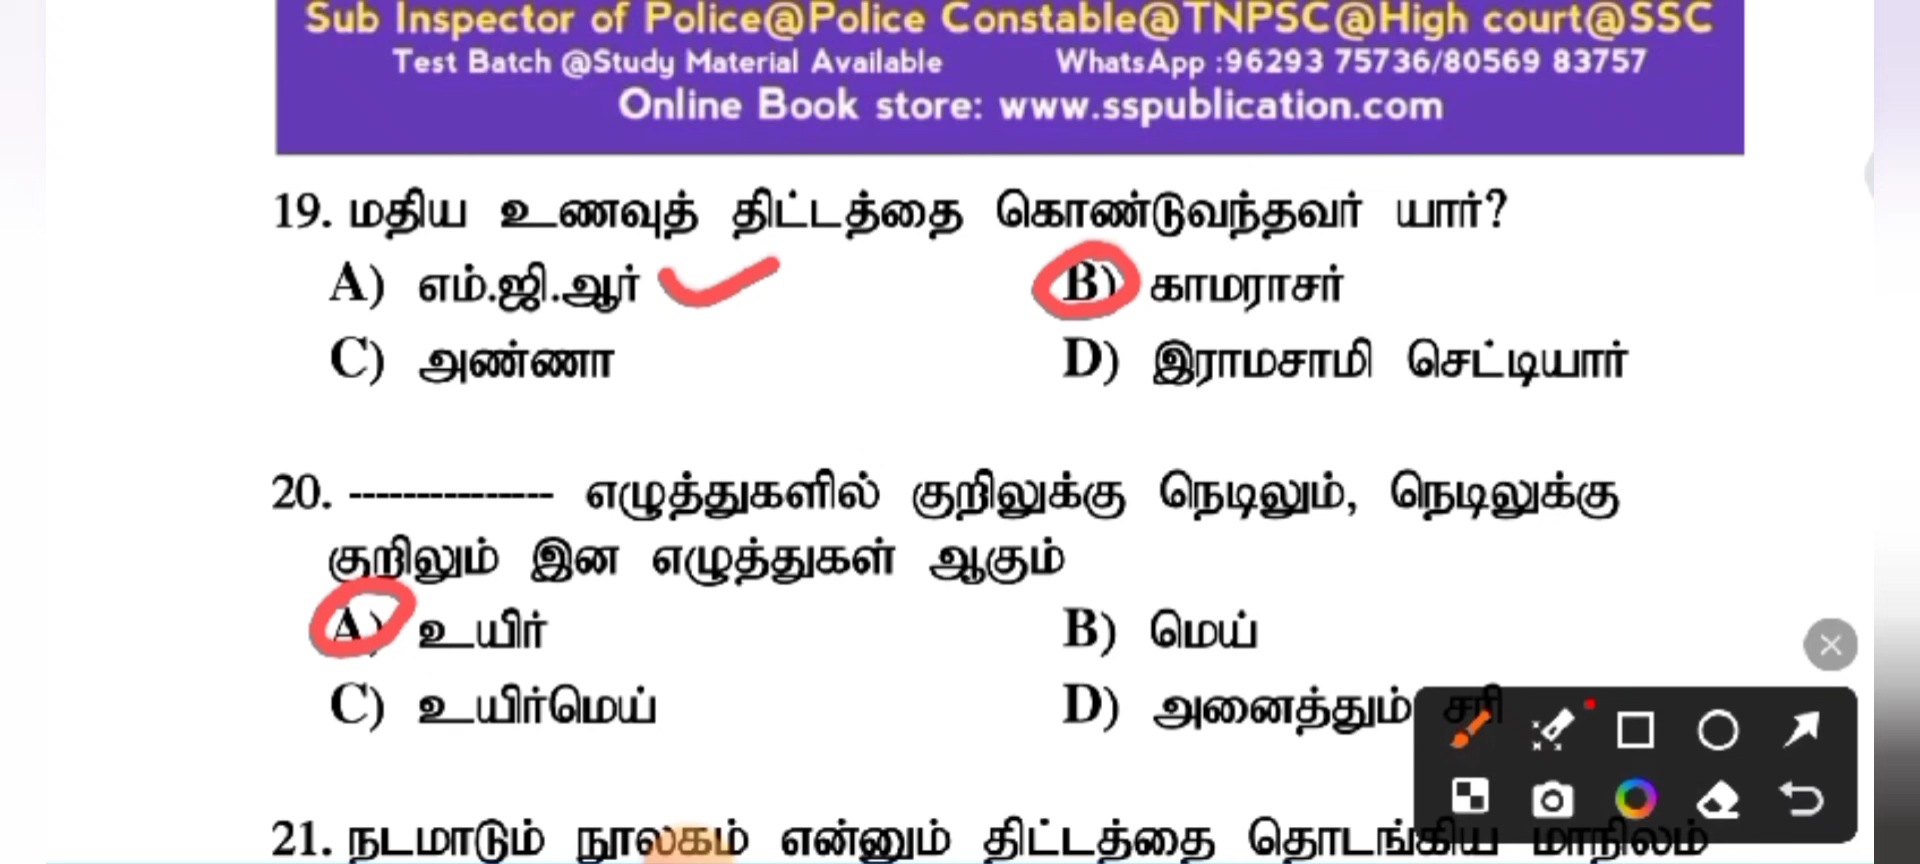 Sub Inspector of Police@Police Constable@TNPSC@High court@SSC
Test Batch @Study Material Available WhatsApp :96293 75736/80569 83757
Online Book store: www.sspublication.com
19. மதிய உணவுத் திட்டத்தை கொண்டுவந்தவர் யார்?
A) எம்.ஜி.ஆர் B) காமராசர்
C) அண்ணா D) இராமசாமி செட்டியார்
20. --------------- எழுத்துகளில் குறிலுக்கு நெடிலும், நெடிலுக்கு
குறிலும் இன எழுத்துகள் ஆகும்
A) உயிர் B) மெய்
C) உயிர்மெய் D) அனைத்தும் சரி
21. நடமாடும் நூலகம் என்னும் திட்டத்தை தொடங்கிய மாநிலம்